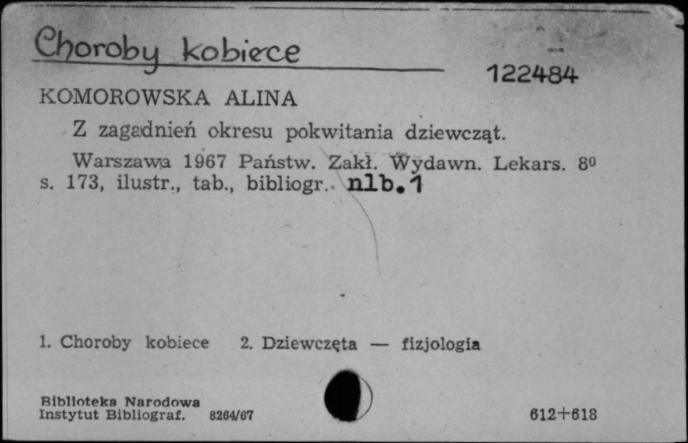 Choroby kobiece
122484
KOMOROWSKA ALINA
Z zagadnień okresu pokwitania dziewcząt.
Warszawa 1967 Państw. Zakł. Wydawn. Lekars. 8⁰
s. 173, ilustr., tab., bibliogr. nlb.1
1. Choroby kobiece 2. Dziewczęta — fizjologia
Biblioteka Narodowa
Instytut Bibliograf. 8264/67
612+618